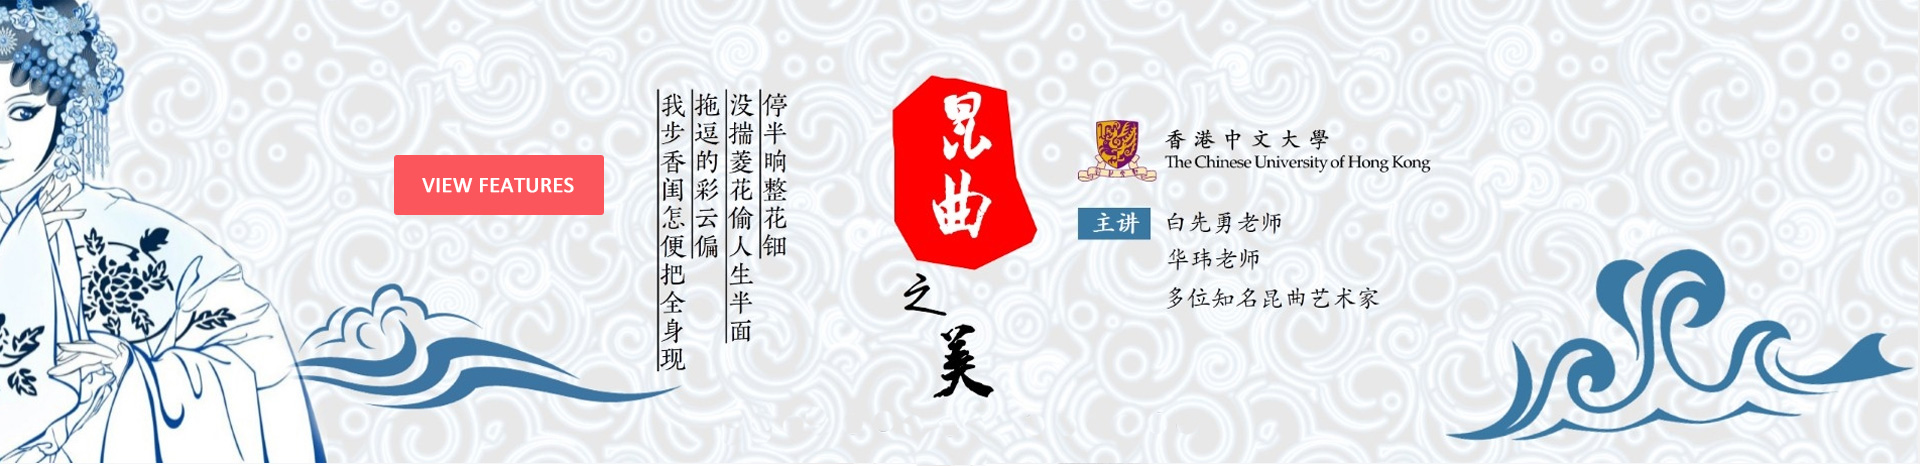 VIEW FEATURES
停半晌整花钿
没揣菱花偷人生半面
拖逗的彩云偏
我步香闺怎便把全身现
昆曲
之
美
香港中文大學
The Chinese University of Hong Kong
主讲 白先勇老师
华玮老师
多位知名昆曲艺术家